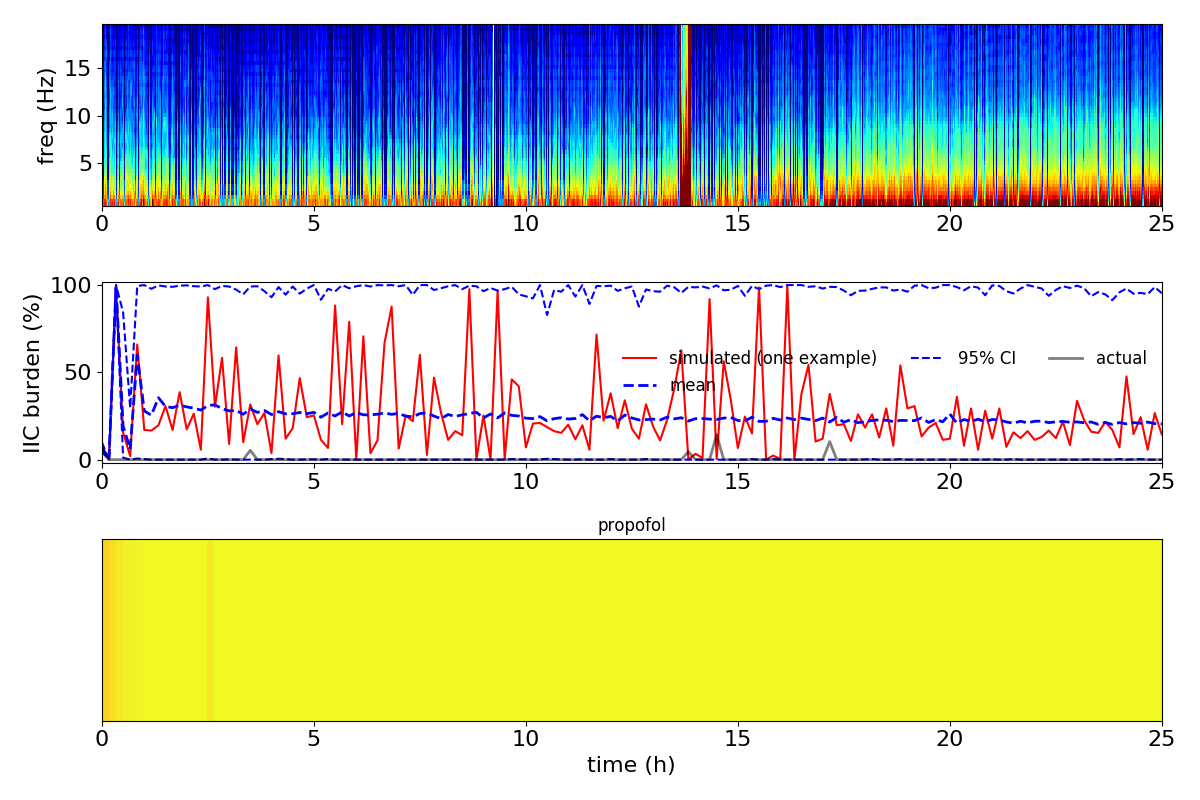 freq (Hz)
15
10
5
0 5 10 15 20 25
IIC burden (%)
100
50
0
simulated (one example) 95% CI actual
mean
0 5 10 15 20 25
propofol
0 5 10 15 20 25
time (h)